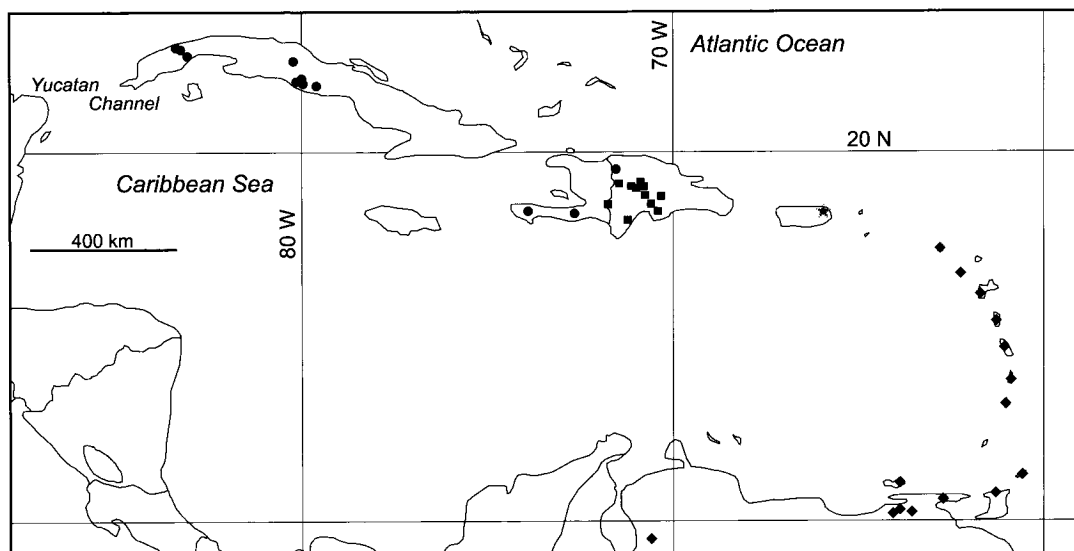 Atlantic Ocean
70 W
Yucatan
Channel
20 N
Caribbean Sea
80 W
400 km